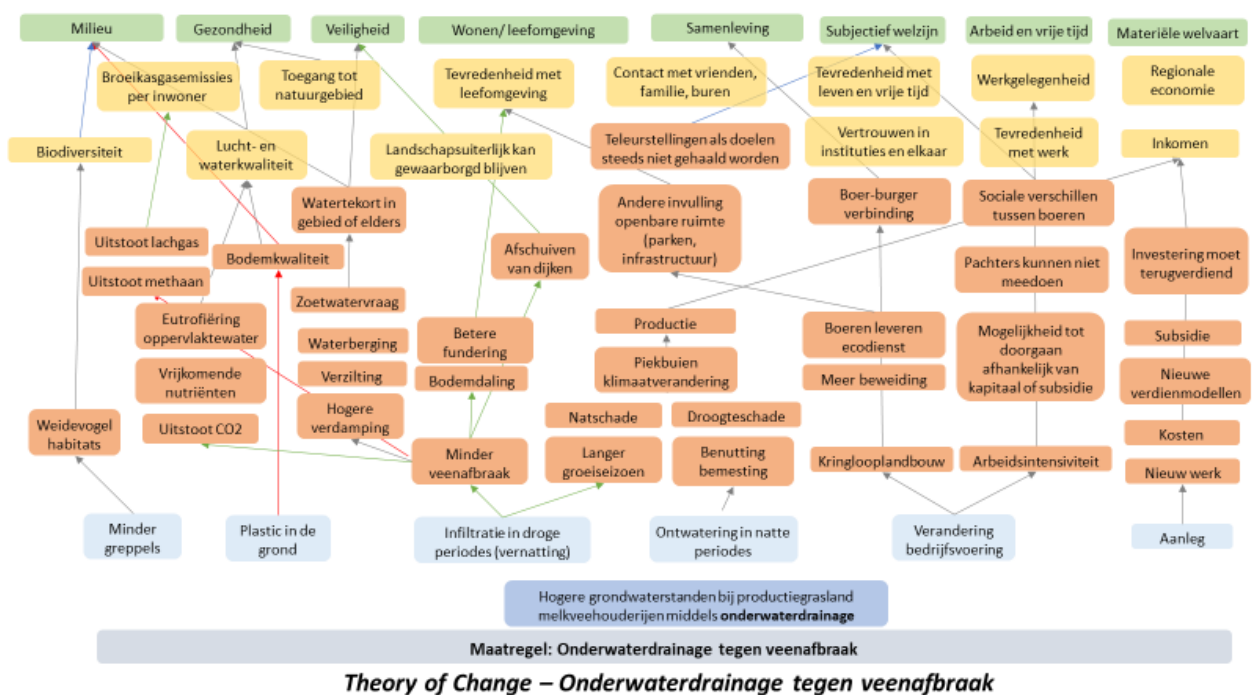 Milieu
Gezondheid
Veiligheid
Wonen/ leefomgeving
Samenleving
Subjectief welzijn
Arbeid en vrije tijd
Materiële welvaart
Broeikasgasemissies
per inwoner
Toegang tot
natuurgebied
Tevredenheid met
leefomgeving
Contact met vrienden,
familie, buren
Tevredenheid met
leven en vrije tijd
Werkgelegenheid
Regionale
economie
Biodiversiteit
Lucht- en
waterkwaliteit
Landschapsuiterlijk kan
gewaarborgd blijven
Teleurstellingen als doelen
steeds niet gehaald worden
Vertrouwen in
instituties en elkaar
Tevredenheid
met werk
Inkomen
Watertekort in
gebied of elders
Andere invulling
openbare ruimte
(parken,
infrastructuur)
Boer-burger
verbinding
Sociale verschillen
tussen boeren
Uitstoot lachgas
Bodemkwaliteit
Afschuiven
van dijken
Pachters kunnen niet
meedoen
Investering moet
terugverdiend
Uitstoot methaan
Zoetwatervraag
Eutrofiëring
oppervlaktewater
Waterberging
Betere
fundering
Productie
Boeren leveren
ecodienst
Mogelijkheid tot
doorgaan
afhankelijk van
kapitaal of subsidie
Subsidie
Vrijkomende
nutriënten
Verzilting
Bodemdaling
Piekbuien
klimaatverandering
Meer beweiding
Nieuwe
verdienmodellen
Weidevogel
habitats
Uitstoot CO2
Hogere
verdamping
Natschade
Droogteschade
Kosten
Minder
veenafbraak
Langer
groeiseizoen
Benutting
bemesting
Kringlooplandbouw
Arbeidsintensiviteit
Nieuw werk
Minder
greppels
Plastic in de
grond
Infiltratie in droge
periodes (vernatting)
Ontwatering in natte
periodes
Verandering
bedrijfsvoering
Aanleg
Hogere grondwaterstanden bij productiegrasland
melkveehouderijen middels onderwaterdrainage
Maatregel: Onderwaterdrainage tegen veenafbraak
Theory of Change – Onderwaterdrainage tegen veenafbraak